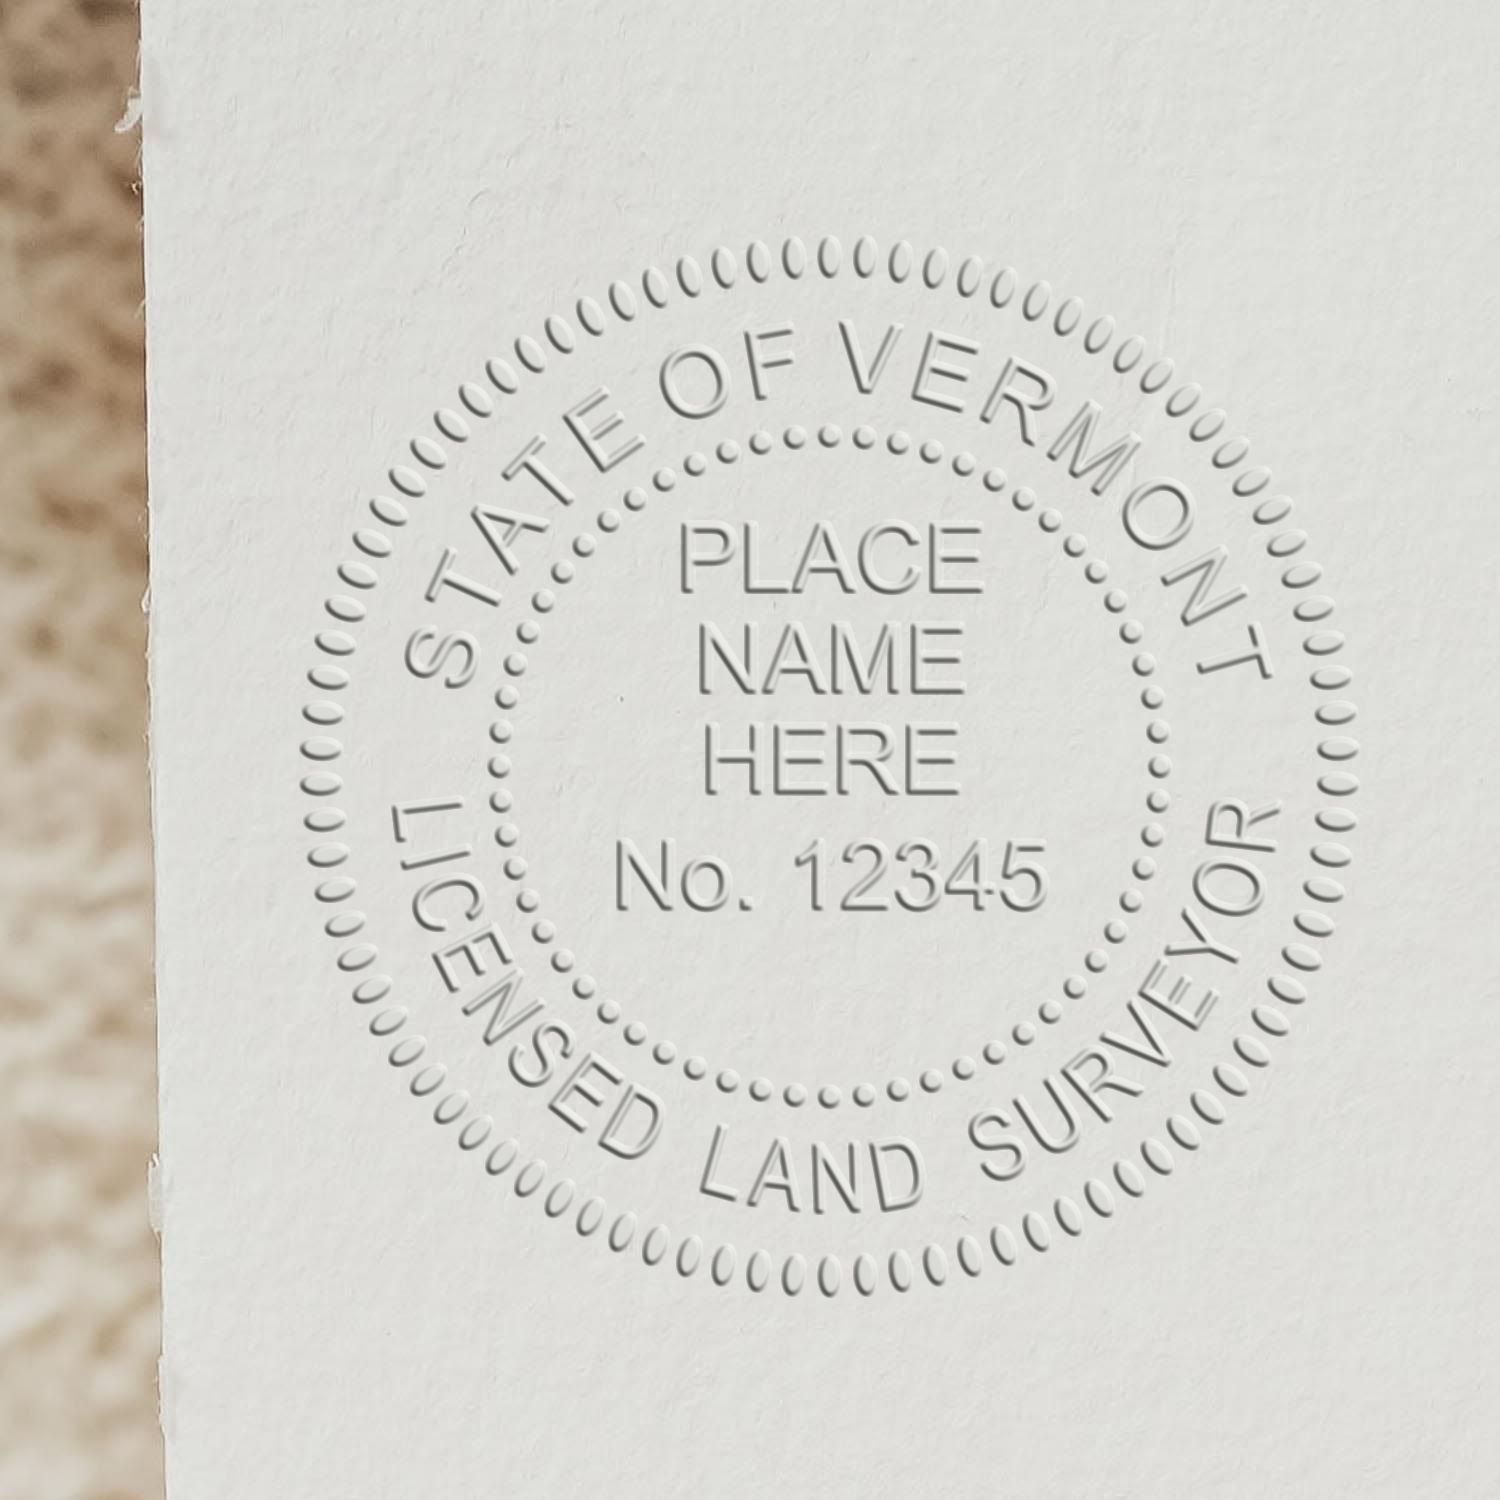 STATE OF VERMONT
PLACE
NAME
HERE
No. 12345
LICENSED LAND SURVEYOR